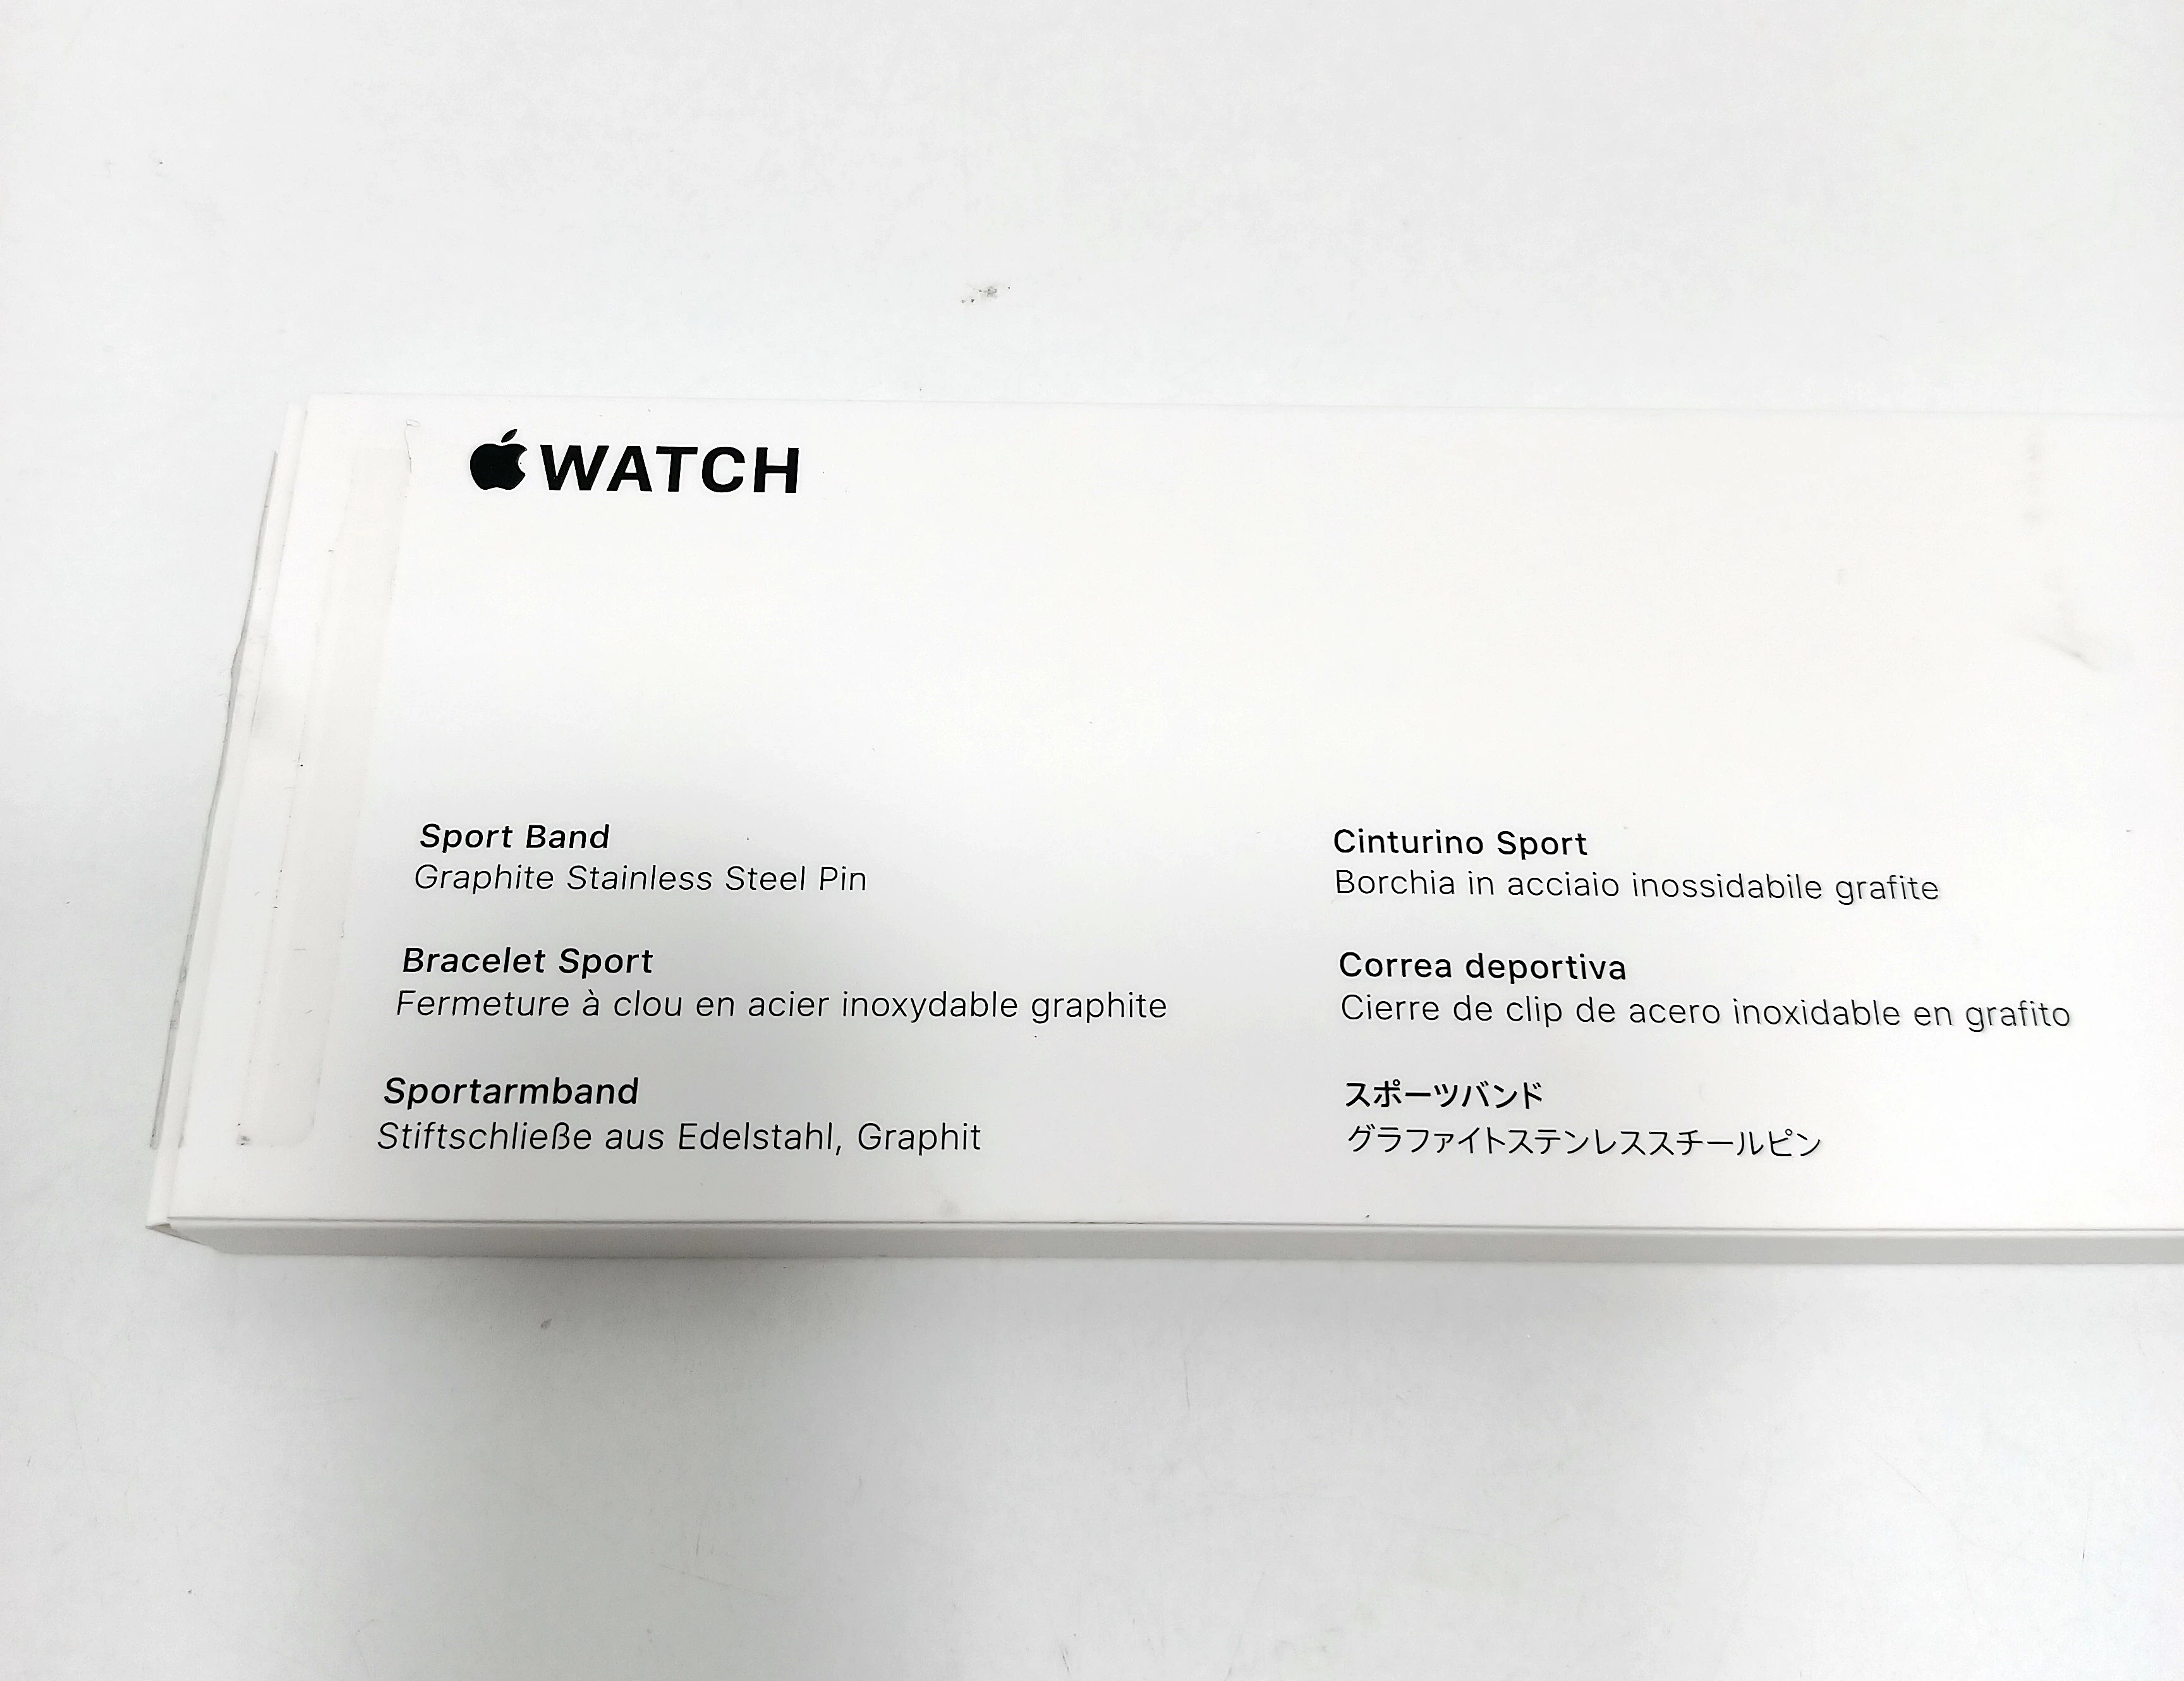 WATCH
Sport Band
Graphite Stainless Steel Pin
Bracelet Sport
Fermeture à clou en acier inoxydable graphite
Sportarmband
Stiftschließe aus Edelstahl, Graphit
Cinturino Sport
Borchia in acciaio inossidabile grafite
Correa deportiva
Cierre de clip de acero inoxidable en grafito
スポーツバンド
グラファイトステンレススチールピン